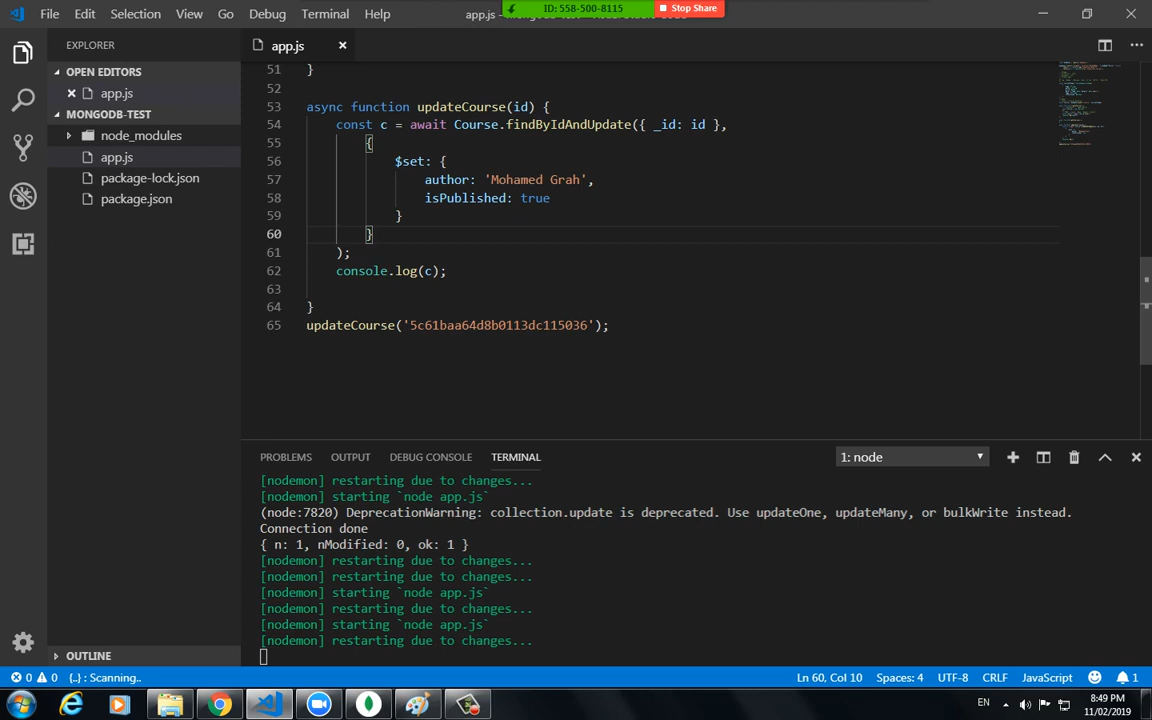 File Edit Selection View Go Debug Terminal Help
ID: 558-500-8115 Stop Share
EXPLORER
OPEN EDITORS
app.js
MONGODB-TEST
node_modules
app.js
package-lock.json
package.json
OUTLINE
app.js
51 }
52
53 async function updateCourse(id) {
54 const c = await Course.findByIdAndUpdate({ _id: id },
55 {
56 $set: {
57 author: 'Mohamed Grah',
58 isPublished: true
59 }
60 }
61 );
62 console.log(c);
63
64 }
65 updateCourse('5c61baa64d8b0113dc115036');
PROBLEMS OUTPUT DEBUG CONSOLE TERMINAL 1: node
[nodemon] restarting due to changes...
[nodemon] starting `node app.js`
(node:7820) DeprecationWarning: collection.update is deprecated. Use updateOne, updateMany, or bulkWrite instead.
Connection done
{ n: 1, nModified: 0, ok: 1 }
[nodemon] restarting due to changes...
[nodemon] restarting due to changes...
[nodemon] starting `node app.js`
[nodemon] restarting due to changes...
[nodemon] starting `node app.js`
[nodemon] restarting due to changes...
0 0 {..} : Scanning.. Ln 60, Col 10 Spaces: 4 UTF-8 CRLF JavaScript 1
EN 8:49 PM
11/02/2019